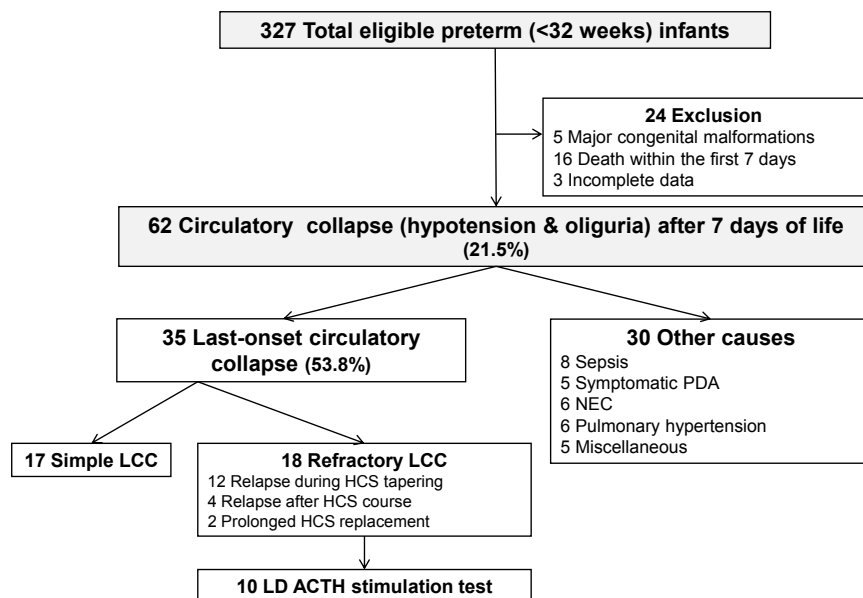 327 Total eligible preterm (<32 weeks) infants
24 Exclusion
5 Major congenital malformations
16 Death within the first 7 days
3 Incomplete data
62 Circulatory collapse (hypotension & oliguria) after 7 days of life
(21.5%)
35 Last-onset circulatory
collapse (53.8%)
30 Other causes
8 Sepsis
5 Symptomatic PDA
6 NEC
6 Pulmonary hypertension
5 Miscellaneous
17 Simple LCC
18 Refractory LCC
12 Relapse during HCS tapering
4 Relapse after HCS course
2 Prolonged HCS replacement
10 LD ACTH stimulation test